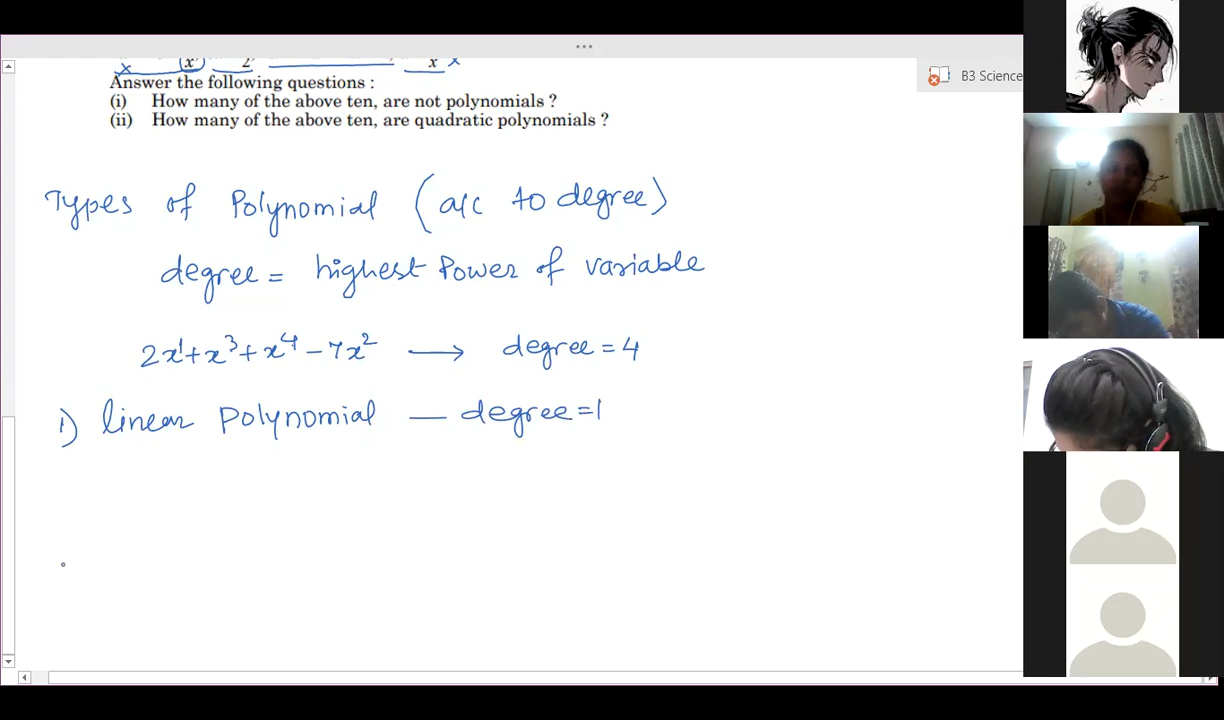 Answer the following questions :
(i) How many of the above ten, are not polynomials ?
(ii) How many of the above ten, are quadratic polynomials ?
B3 Science
Types of Polynomial (a/c to degree)
degree = highest Power of variable
2x¹+x³+x⁴-7x² → degree = 4
1) linear Polynomial — degree=1